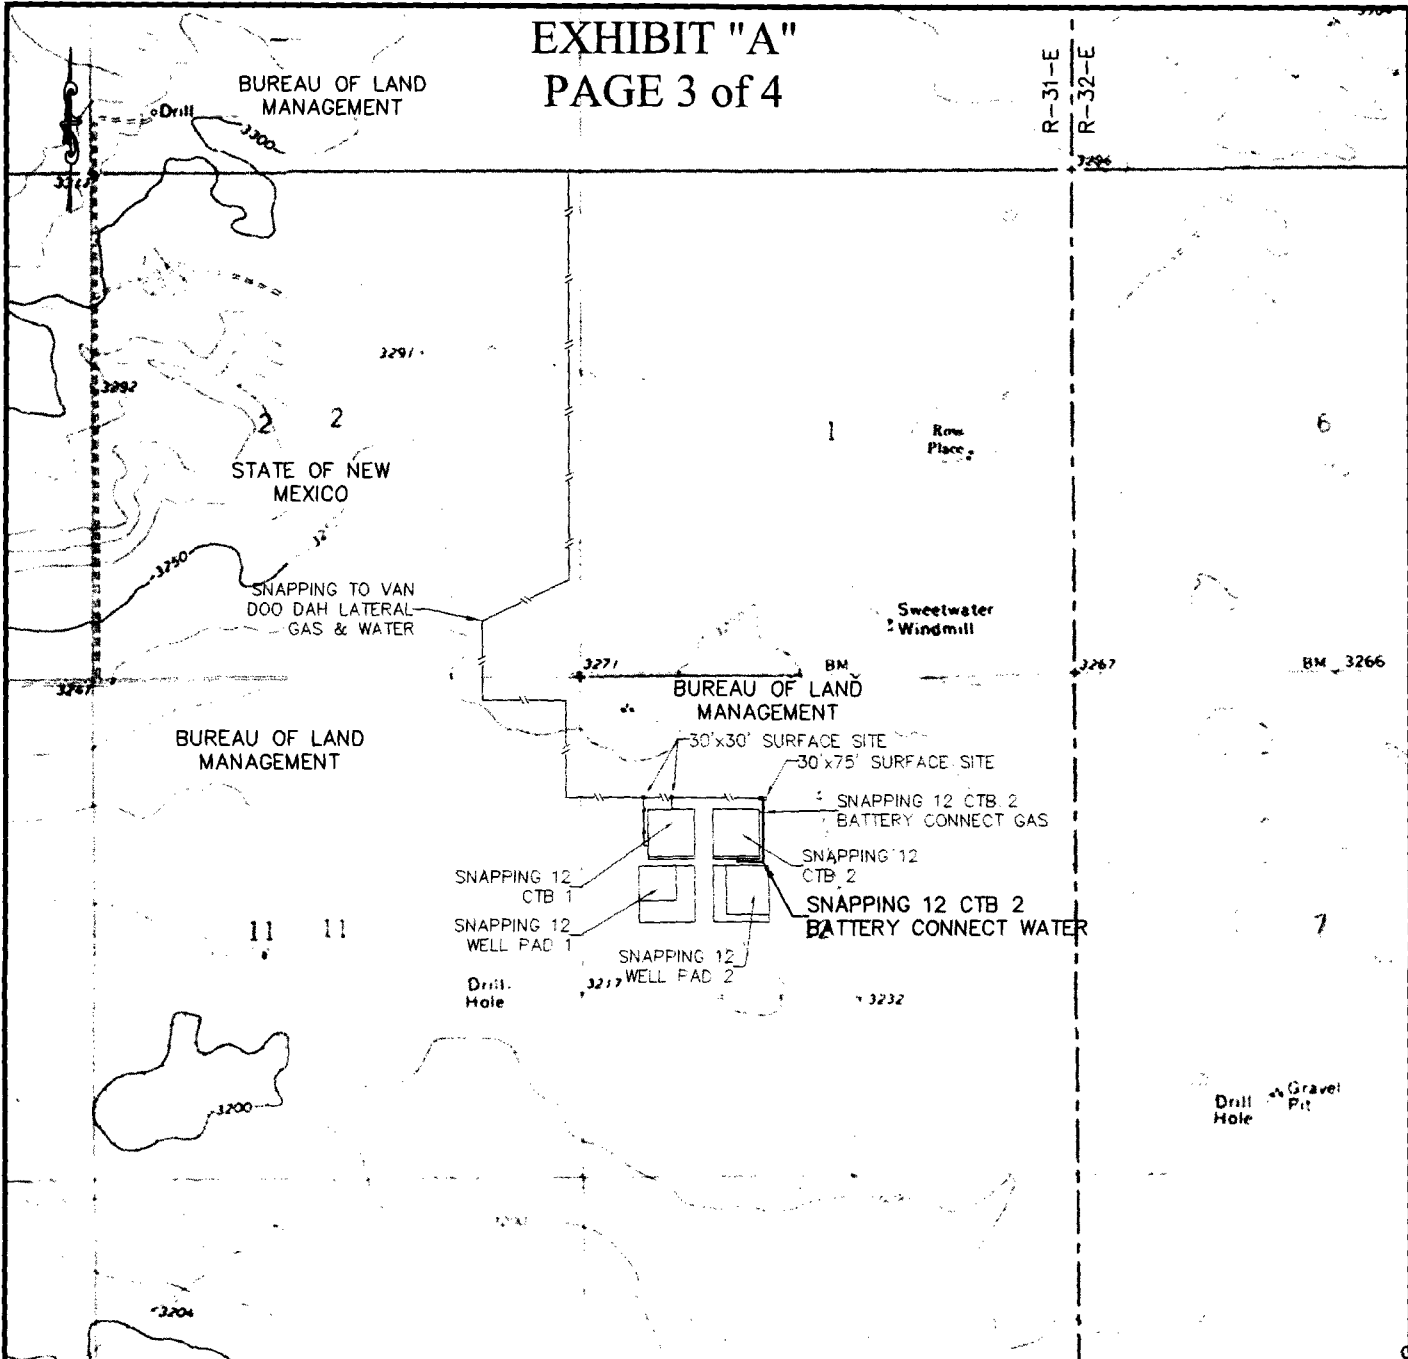 EXHIBIT "A"
PAGE 3 of 4
R-31-E
R-32-E
BUREAU OF LAND
MANAGEMENT
Drill
3300
3296
3291
3292
2
2
1
Row
Place
6
STATE OF NEW
MEXICO
3250
SNAPPING TO VAN
DOO DAH LATERAL
GAS & WATER
Sweetwater
Windmill
3271
BM
3267
BM 3266
3267
BUREAU OF LAND
MANAGEMENT
BUREAU OF LAND
MANAGEMENT
30'x30' SURFACE SITE
30'x75' SURFACE SITE
SNAPPING 12 CTB 2
BATTERY CONNECT GAS
SNAPPING 12
CTB 2
SNAPPING 12
CTB 1
SNAPPING 12 CTB 2
BATTERY CONNECT WATER
SNAPPING 12
WELL PAD 1
11
11
12
7
SNAPPING 12
WELL PAD 2
Drill
Hole
3217
3232
Drill
Hole
Gravel
Pit
3200
3204